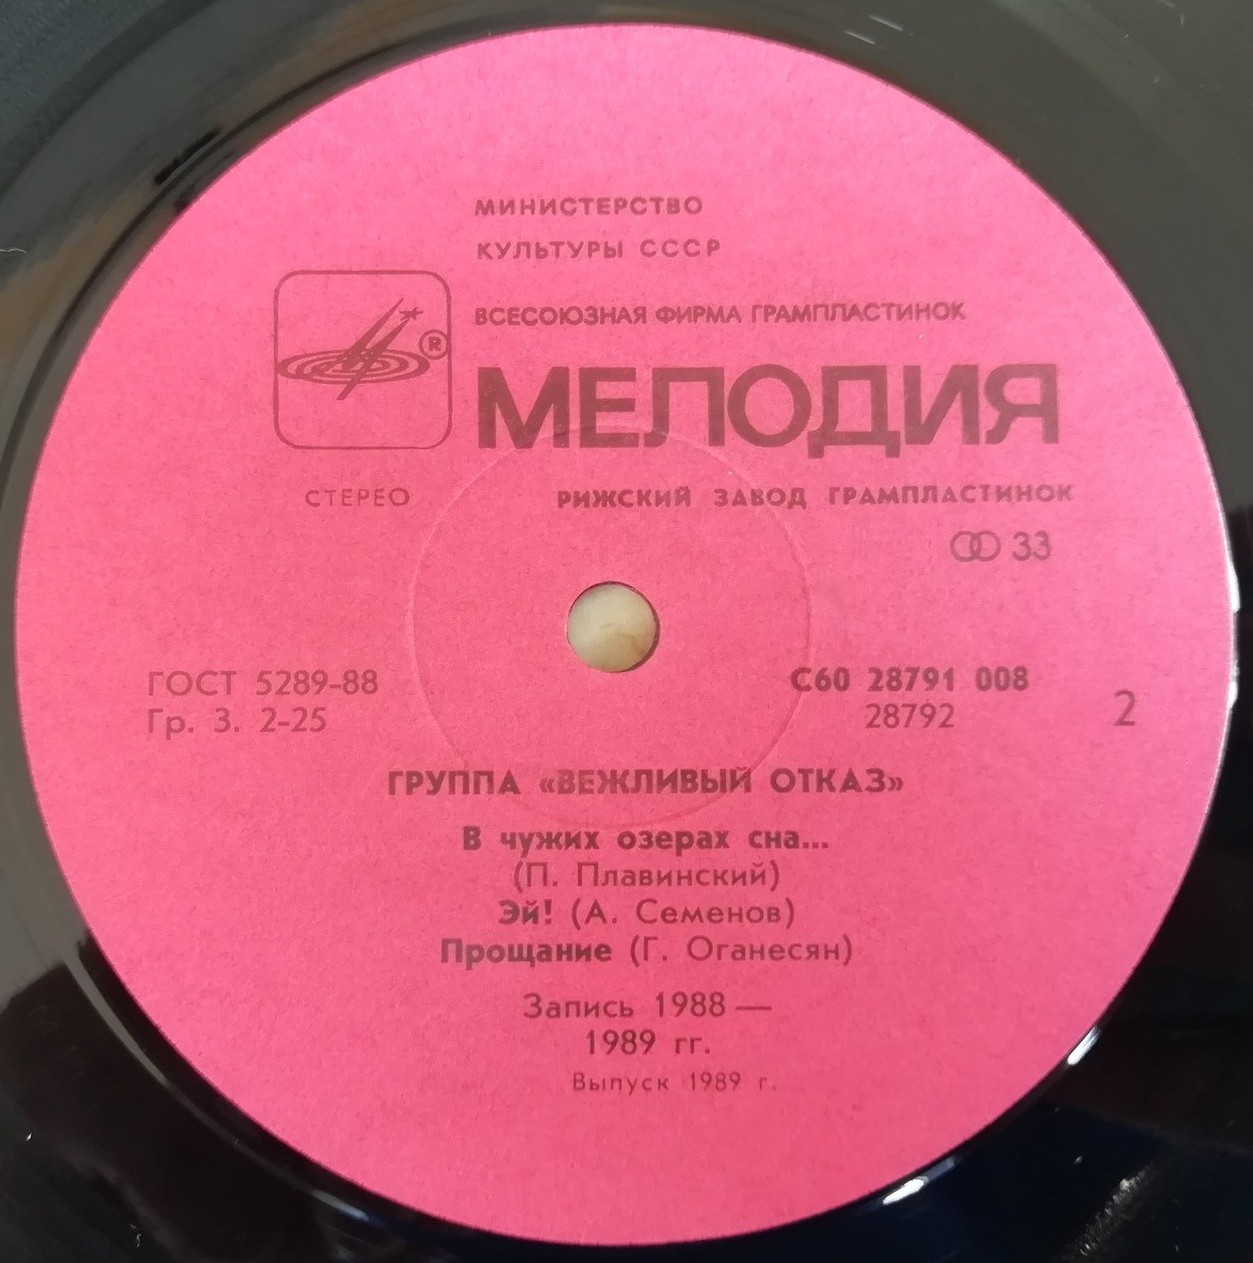 МИНИСТЕРСТВО
КУЛЬТУРЫ СССР
ВСЕСОЮЗНАЯ ФИРМА ГРАМПЛАСТИНОК
®
МЕЛОДИЯ
СТЕРЕО
РИЖСКИЙ ЗАВОД ГРАМПЛАСТИНОК
33
ГОСТ 5289-88
Гр. 3. 2-25
С60 28791 008
28792
2
ГРУППА «ВЕЖЛИВЫЙ ОТКАЗ»
В чужих озерах сна...
(П. Плавинский)
Эй! (А. Семенов)
Прощание (Г. Оганесян)
Запись 1988 —
1989 гг.
Выпуск 1989 г.